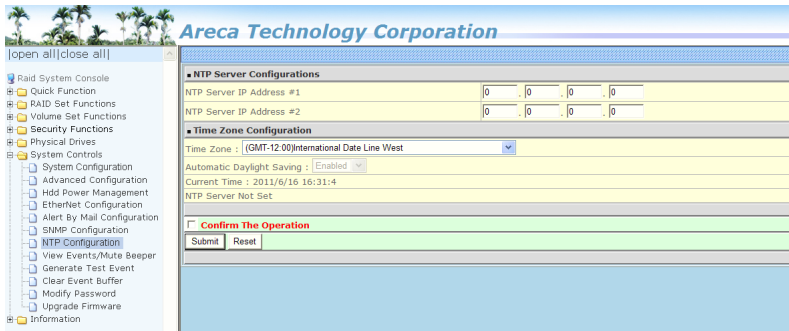 Areca Technology Corporation
|open all|close all|
Raid System Console
Quick Function
RAID Set Functions
Volume Set Functions
Security Functions
Physical Drives
System Controls
System Configuration
Advanced Configuration
Hdd Power Management
EtherNet Configuration
Alert By Mail Configuration
SNMP Configuration
NTP Configuration
View Events/Mute Beeper
Generate Test Event
Clear Event Buffer
Modify Password
Upgrade Firmware
Information
NTP Server Configurations
NTP Server IP Address #1 0 . 0 . 0 . 0
NTP Server IP Address #2 0 . 0 . 0 . 0
Time Zone Configuration
Time Zone : (GMT-12:00)International Date Line West
Automatic Daylight Saving : Enabled
Current Time : 2011/6/16 16:31:4
NTP Server Not Set
Confirm The Operation
Submit Reset